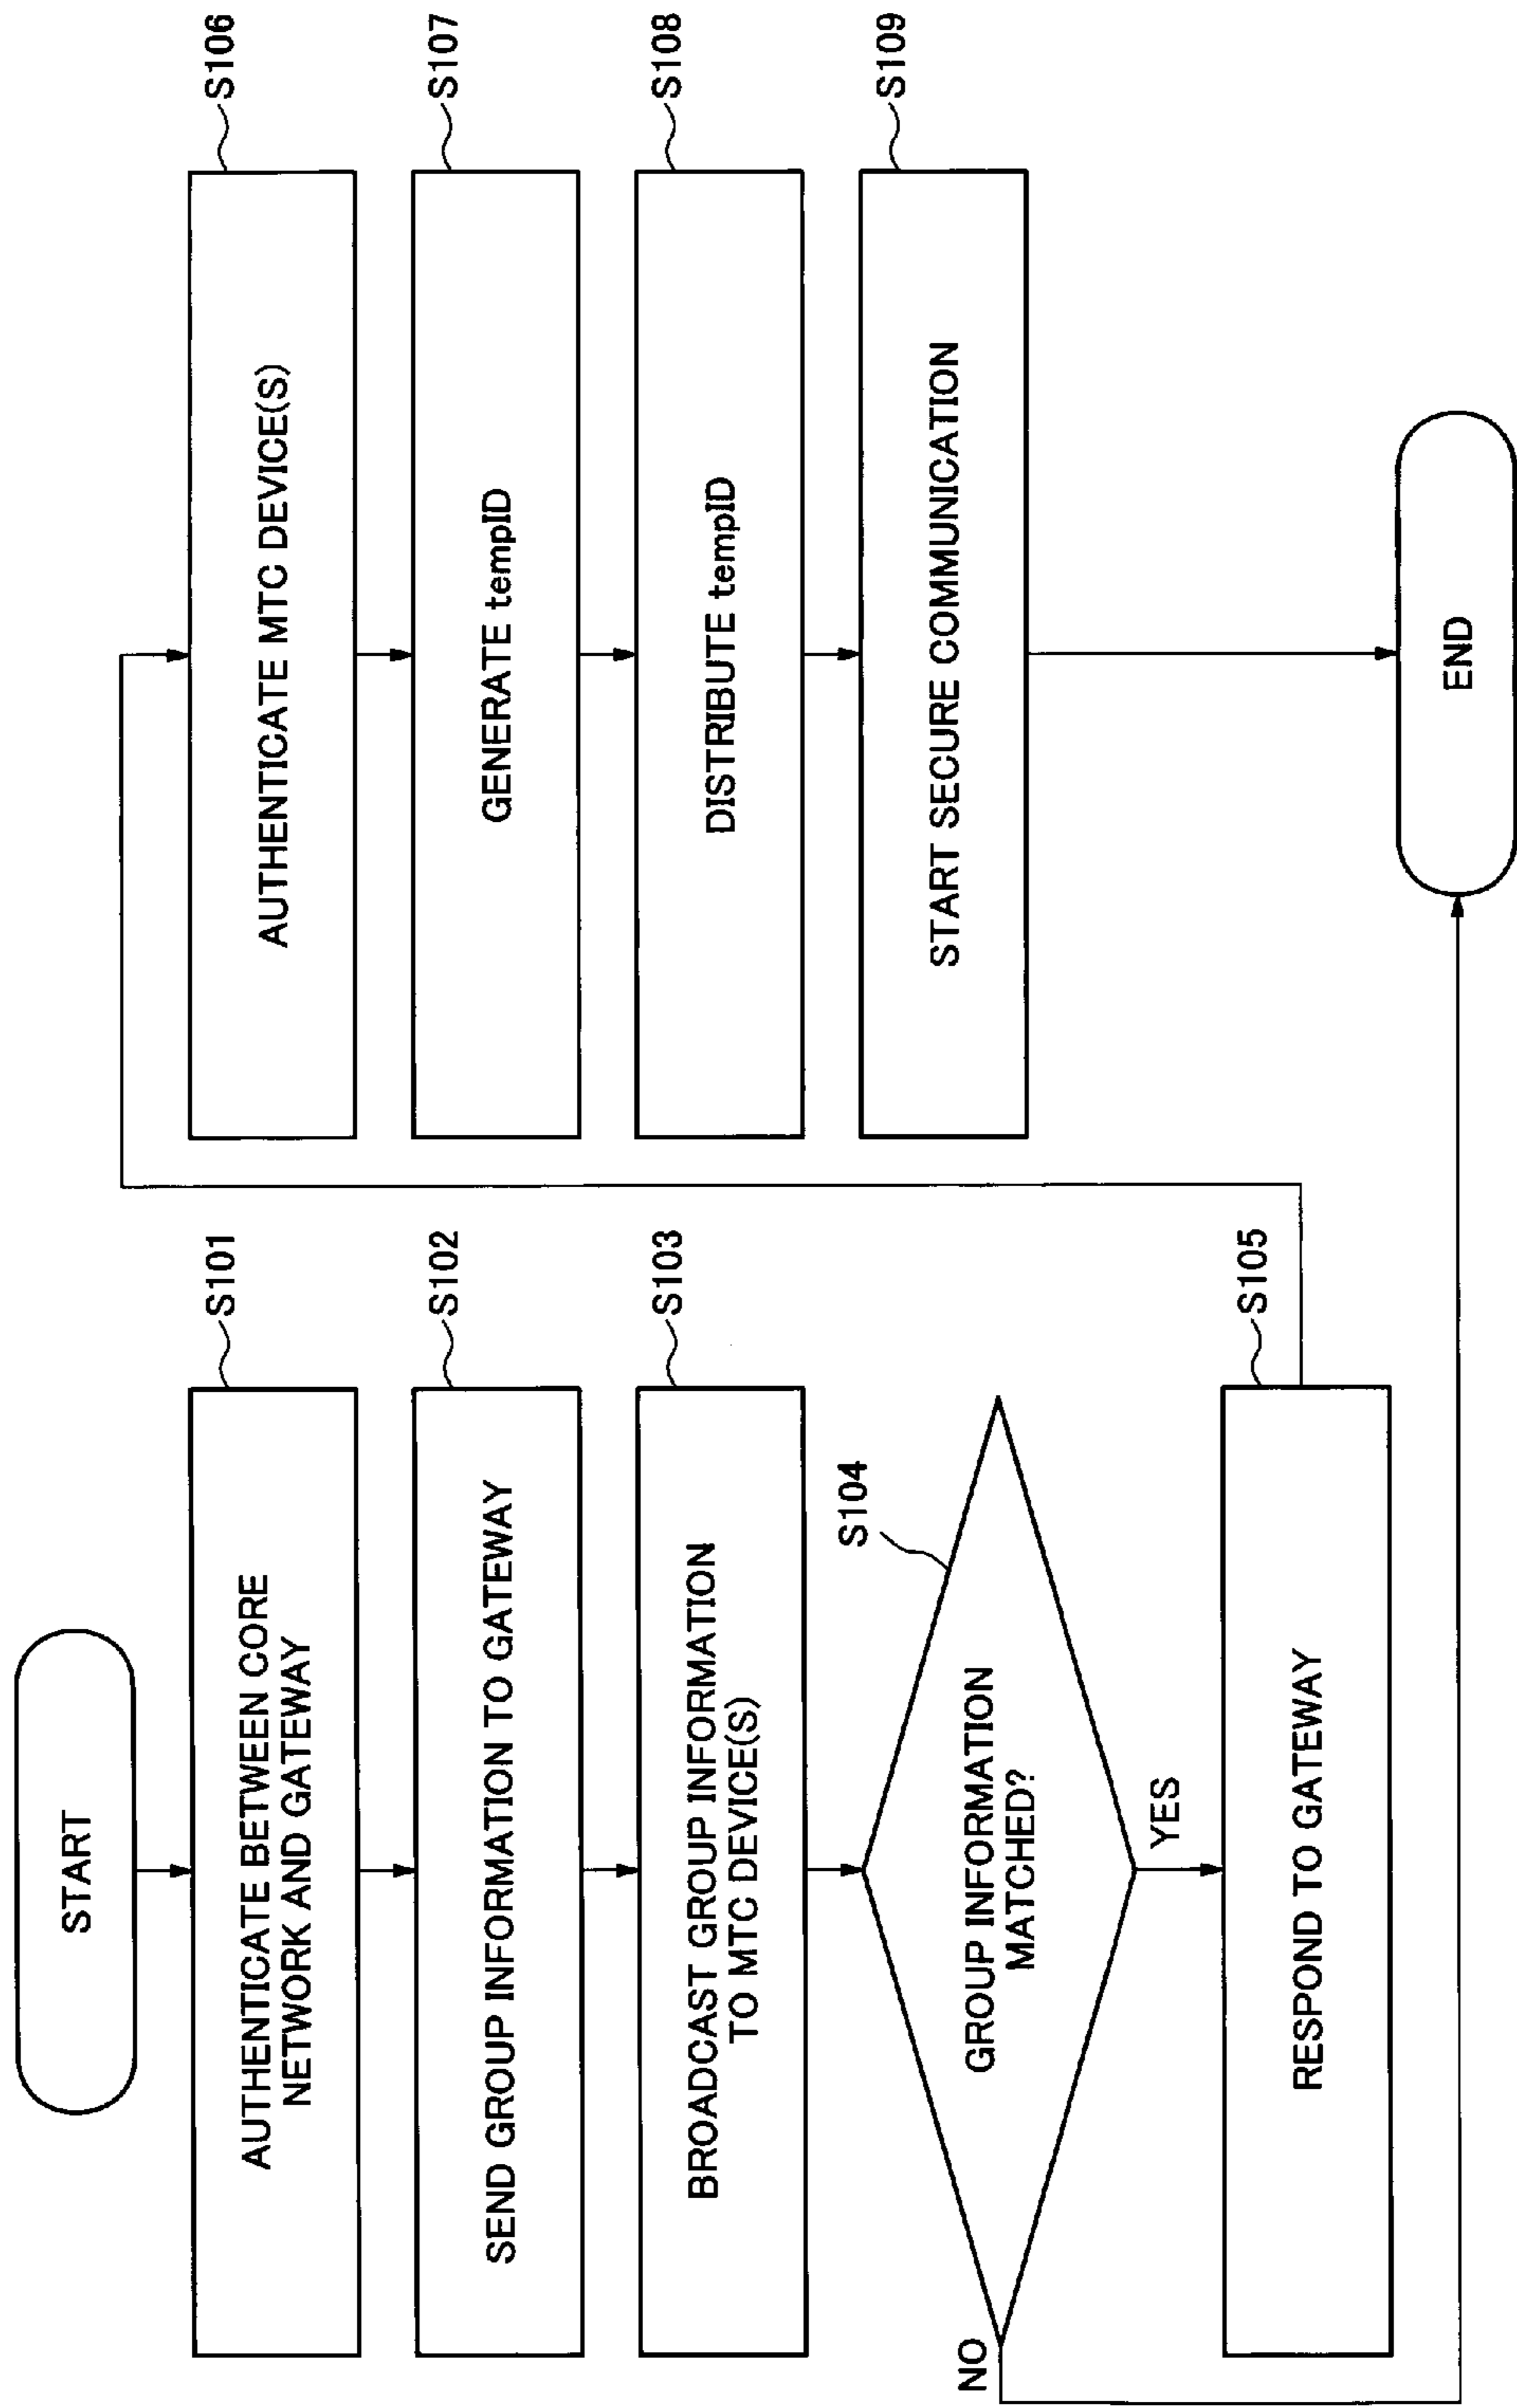 START
S101
AUTHENTICATE BETWEEN CORE
NETWORK AND GATEWAY
S102
SEND GROUP INFORMATION TO GATEWAY
S103
BROADCAST GROUP INFORMATION
TO MTC DEVICE(S)
S104
GROUP INFORMATION
MATCHED?
NO
YES
S105
RESPOND TO GATEWAY
S106
AUTHENTICATE MTC DEVICE(S)
S107
GENERATE tempID
S108
DISTRIBUTE tempID
S109
START SECURE COMMUNICATION
END